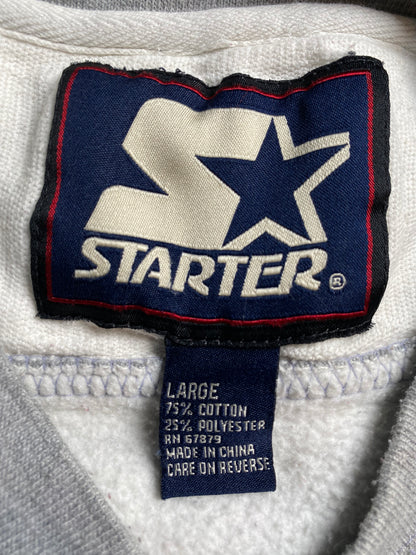 STARTER®
LARGE
75% COTTON
25% POLYESTER
RN 67879
MADE IN CHINA
CARE ON REVERSE